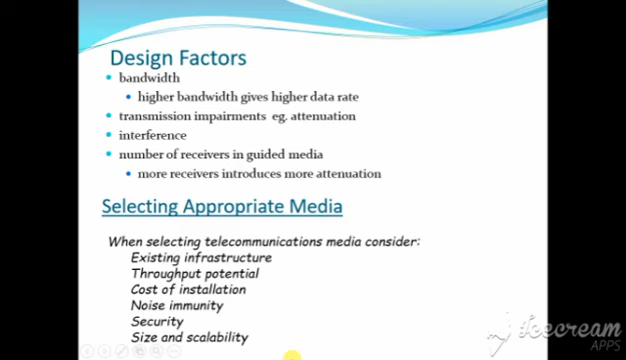 Design Factors
bandwidth
higher bandwidth gives higher data rate
transmission impairments eg. attenuation
interference
number of receivers in guided media
more receivers introduces more attenuation
Selecting Appropriate Media
When selecting telecommunications media consider:
Existing infrastructure
Throughput potential
Cost of installation
Noise immunity
Security
Size and scalability
icecream
APPS